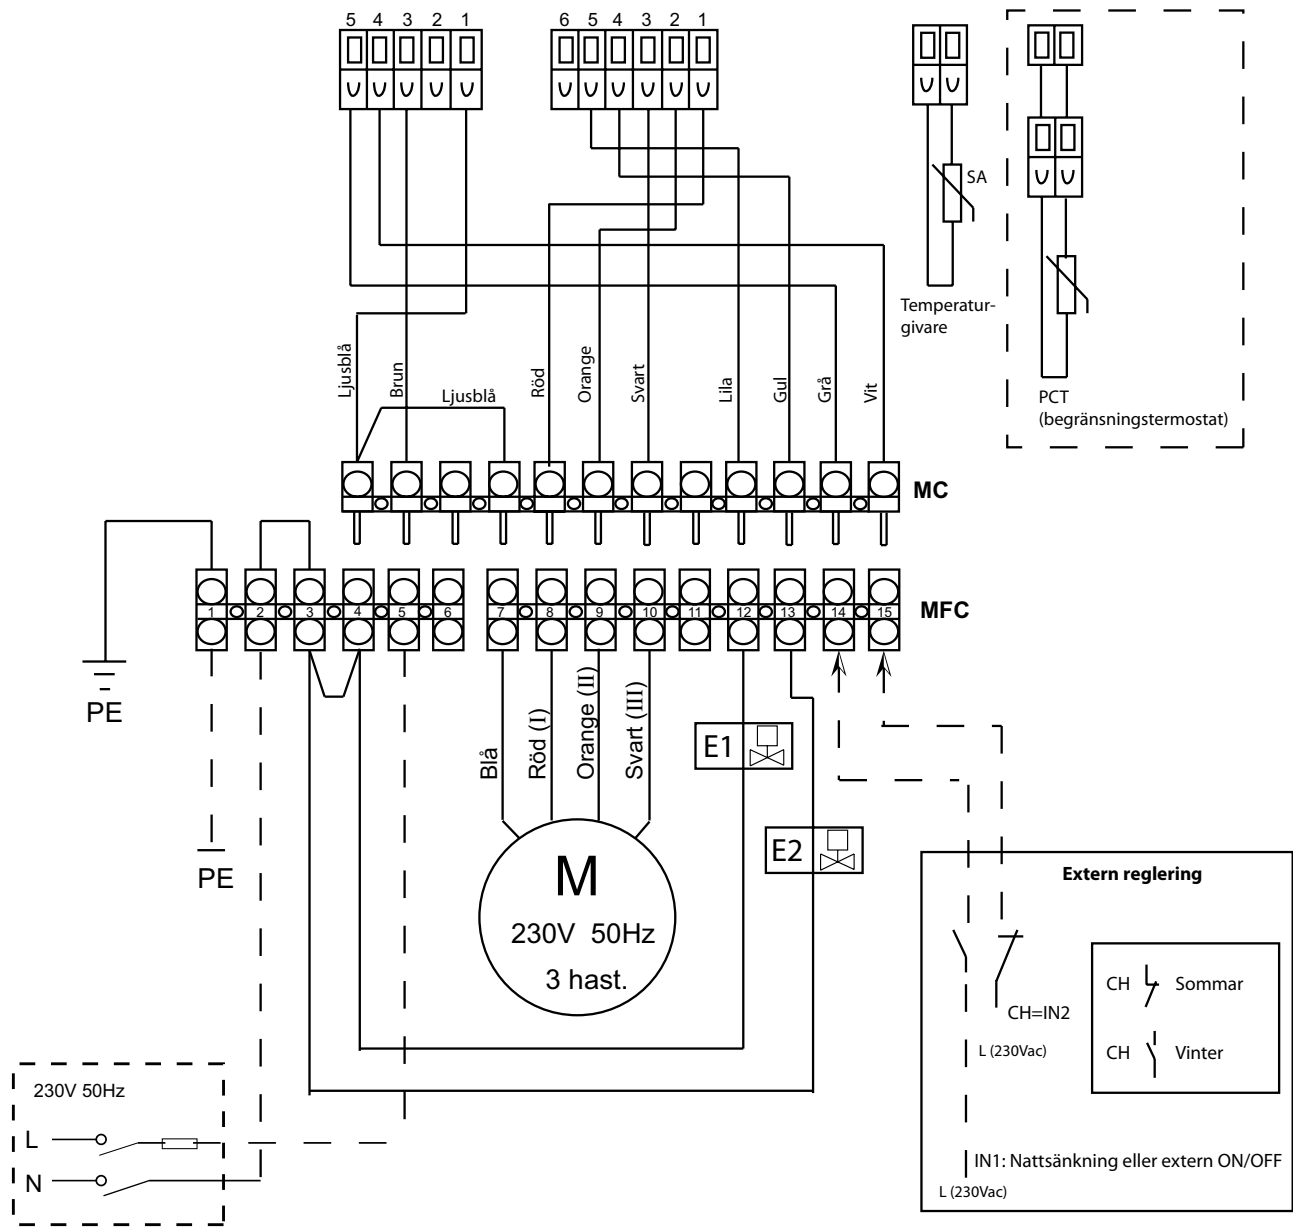 5 4 3 2 1
6 5 4 3 2 1
SA
Temperatur-
givare
PCT
(begränsningstermostat)
Ljusblå
Brun
Ljusblå
Röd
Orange
Svart
Lila
Gul
Grå
Vit
MC
1 2 3 4 5 6 7 8 9 10 11 12 13 14 15
MFC
PE
PE
Blå
Röd (I)
Orange (II)
Svart (III)
E1
E2
M
230V 50Hz
3 hast.
Extern reglering
CH Sommar
CH=IN2
L (230Vac)
CH Vinter
IN1: Nattsänkning eller extern ON/OFF
L (230Vac)
230V 50Hz
L
N